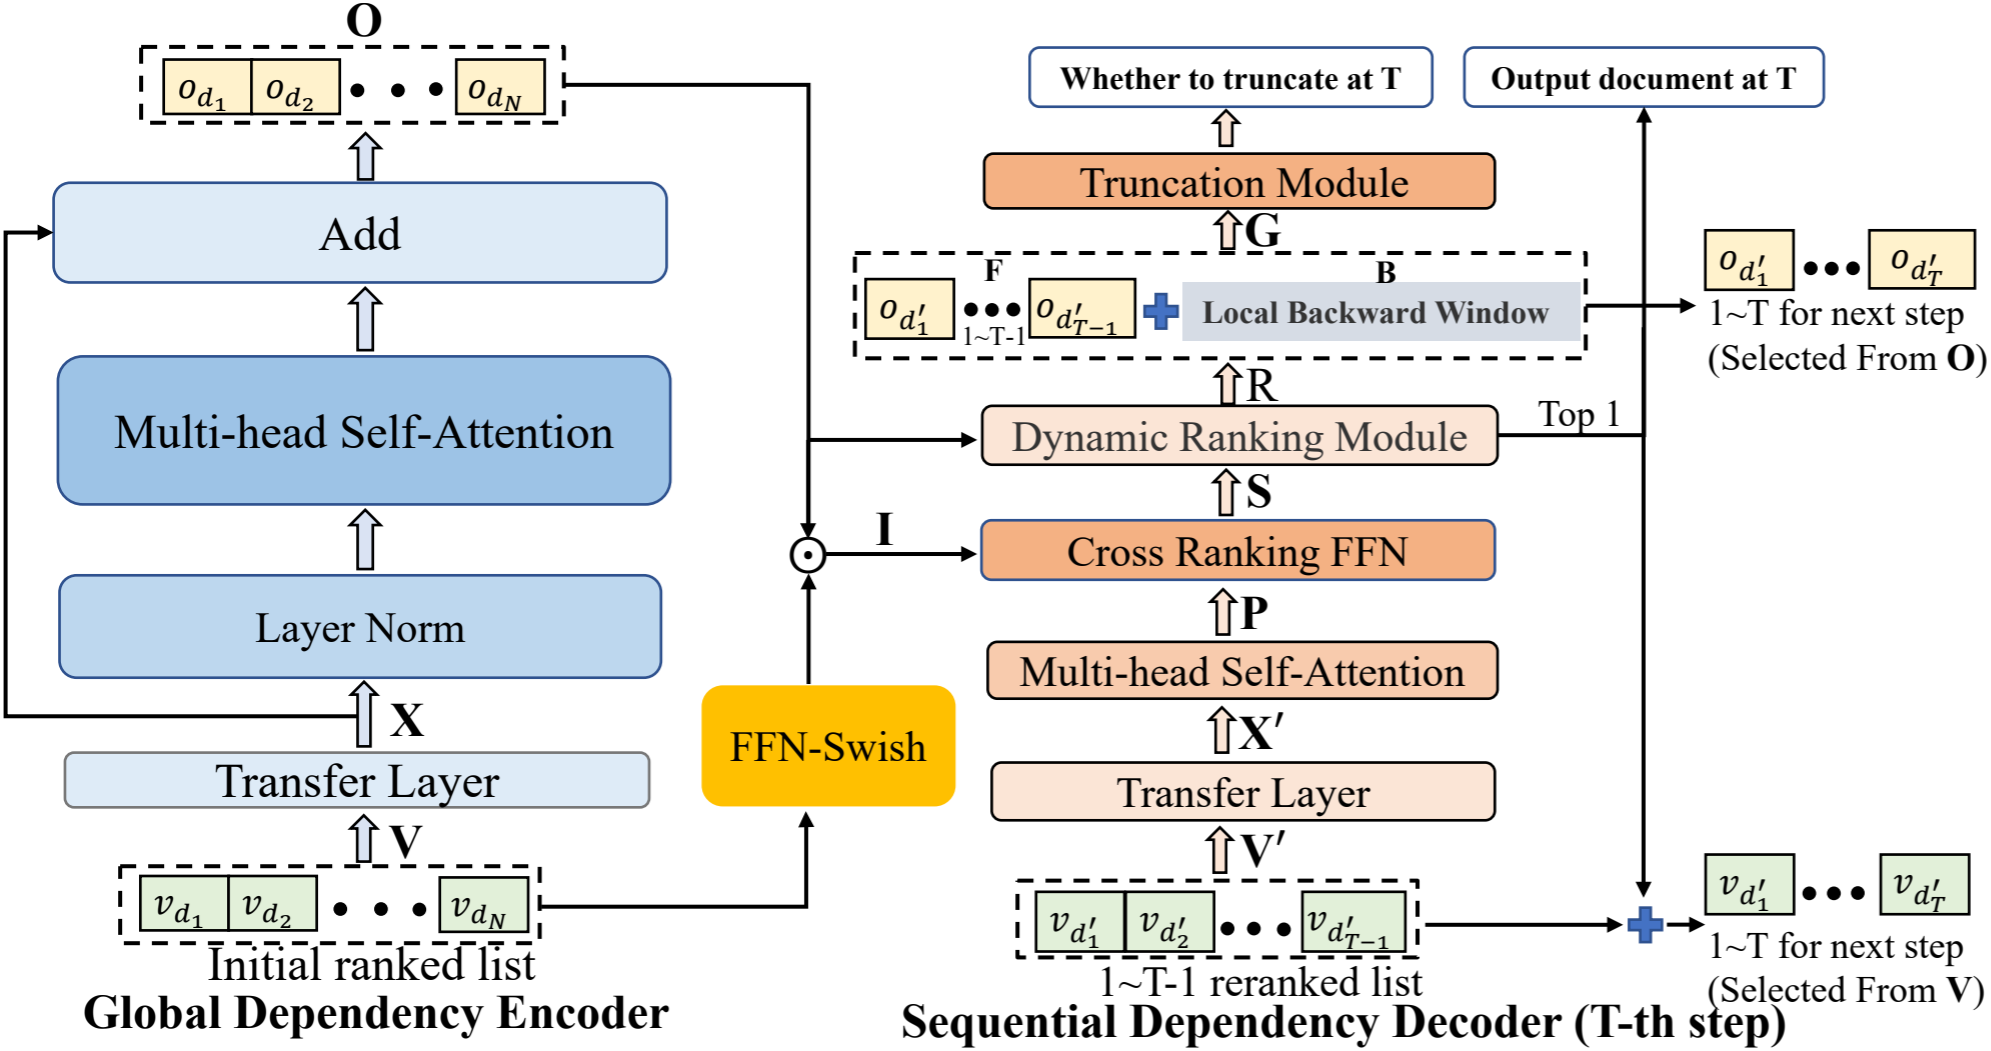 O
o_{d_1} o_{d_2} • • • o_{d_N}
Add
Multi-head Self-Attention
Layer Norm
X
Transfer Layer
V
v_{d_1} v_{d_2} • • • v_{d_N}
Initial ranked list
Global Dependency Encoder
FFN-Swish
I
Whether to truncate at T
Output document at T
Truncation Module
G
F
B
o_{d'_1} ••• o_{d'_{T-1}}
1~T-1
Local Backward Window
R
Dynamic Ranking Module
Top 1
S
Cross Ranking FFN
P
Multi-head Self-Attention
X′
Transfer Layer
V′
v_{d'_1} v_{d'_2} • • • v_{d'_{T-1}}
1~T-1 reranked list
Sequential Dependency Decoder (T-th step)
o_{d'_1} ••• o_{d'_T}
1~T for next step
(Selected From O)
v_{d'_1} ••• v_{d'_T}
1~T for next step
(Selected From V)